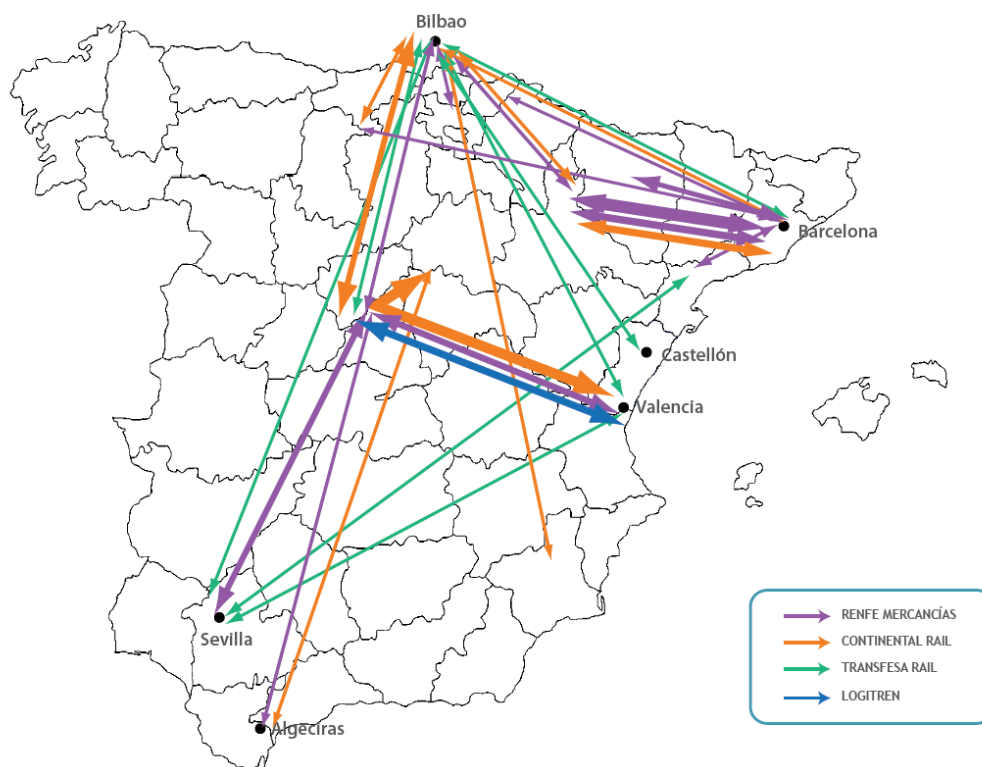 Bilbao
Barcelona
Castellón
Valencia
Sevilla
Algeciras
RENFE MERCANCÍAS
CONTINENTAL RAIL
TRANSFESA RAIL
LOGITREN